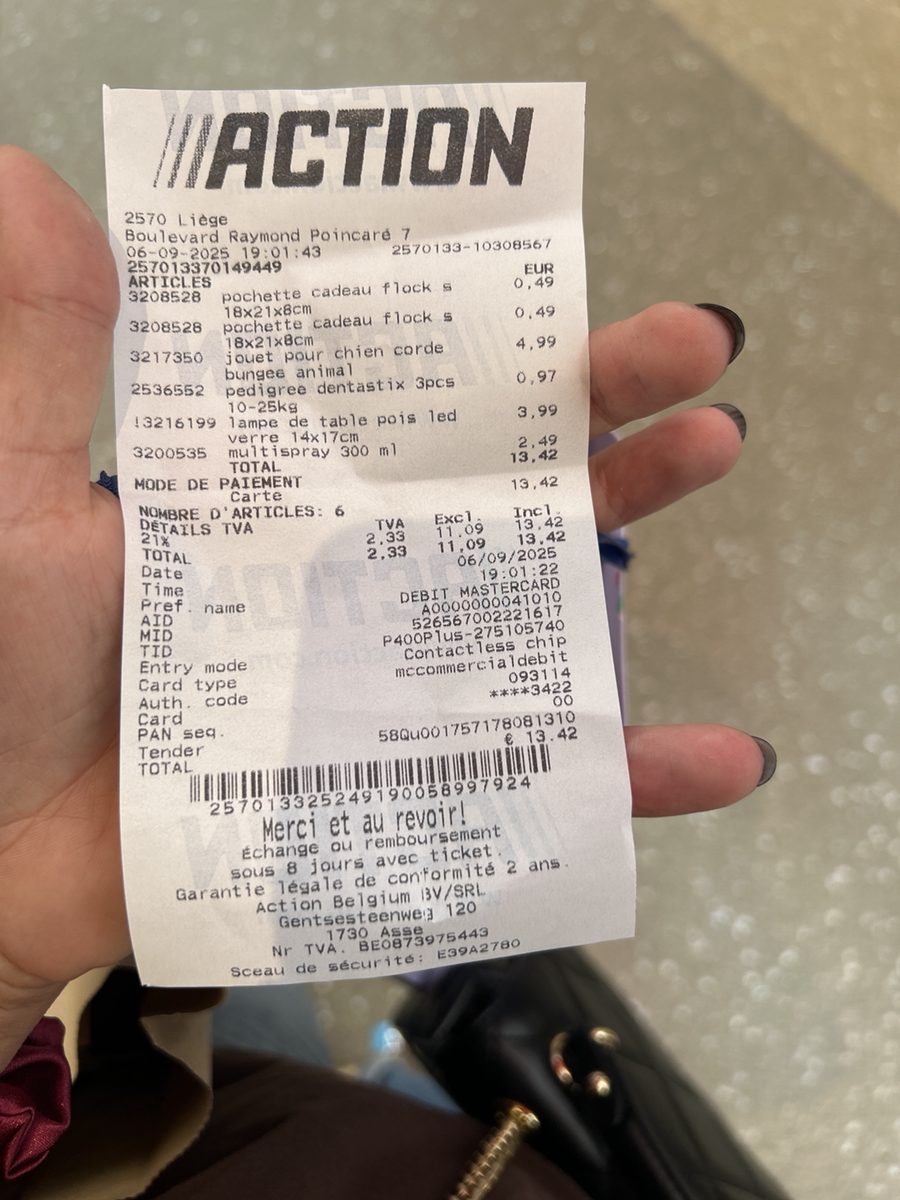 ACTION
2570 Liège
Boulevard Raymond Poincaré 7
06-09-2025 19:01:43 2570133-10308567
257013370149449
ARTICLES EUR
3208528 pochette cadeau flock s 0,49
18x21x8cm
3208528 pochette cadeau flock s 0,49
18x21x8cm
3217350 jouet pour chien corde 4,99
bungee animal
2536552 pedigree dentastix 3pcs 0,97
10-25kg
!3216199 lampe de table pois led 3,99
verre 14x17cm
3200535 multispray 300 ml 2,49
TOTAL 13,42
MODE DE PAIEMENT
Carte 13,42
NOMBRE D'ARTICLES: 6
DÉTAILS TVA TVA Excl. Incl.
21% 2,33 11,09 13,42
TOTAL 2,33 11,09 13,42
Date 06/09/2025
Time 19:01:22
Pref. name DEBIT MASTERCARD
AID A0000000041010
MID 526567002221617
TID P400Plus-275105740
Entry mode Contactless chip
Card type mccommercialdebit
Auth. code 093114
Card ****3422
PAN seq. 00
Tender 58Qu001757178081310
TOTAL € 13.42
257013325249190058997924
Merci et au revoir!
Échange ou remboursement
sous 8 jours avec ticket.
Garantie légale de conformité 2 ans.
Action Belgium BV/SRL
Gentsesteenweg 120
1730 Asse
Nr TVA. BE0873975443
Sceau de sécurité: E39A2780